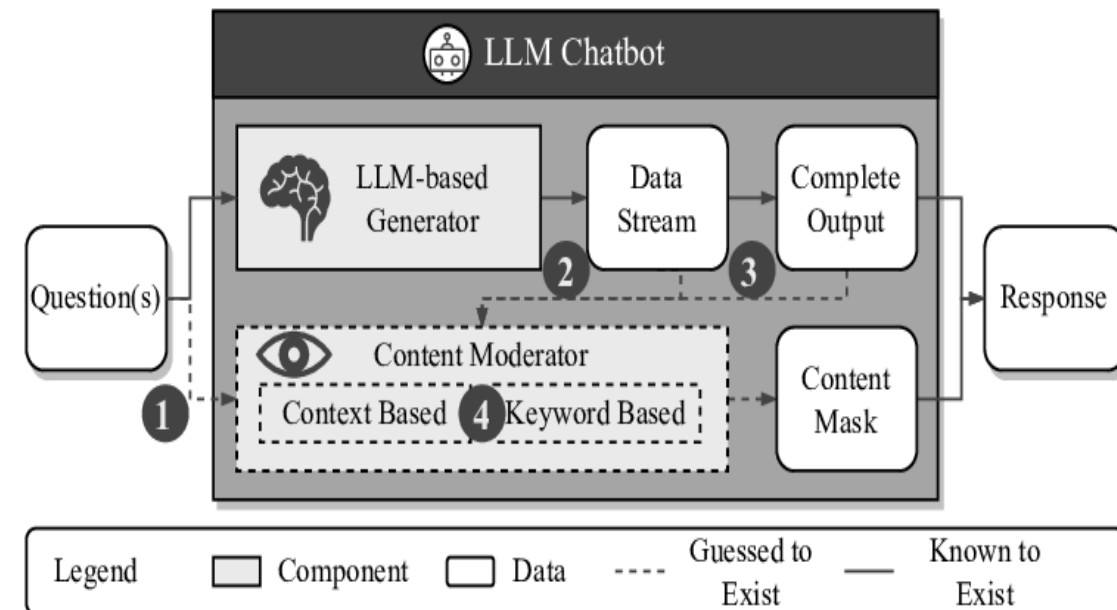 LLM Chatbot
LLM-based
Generator
Data
Stream
Complete
Output
Question(s)
2
3
Response
Content Moderator
Context Based
4
Keyword Based
1
Content
Mask
Legend
Component
Data
Guessed to
Exist
Known to
Exist